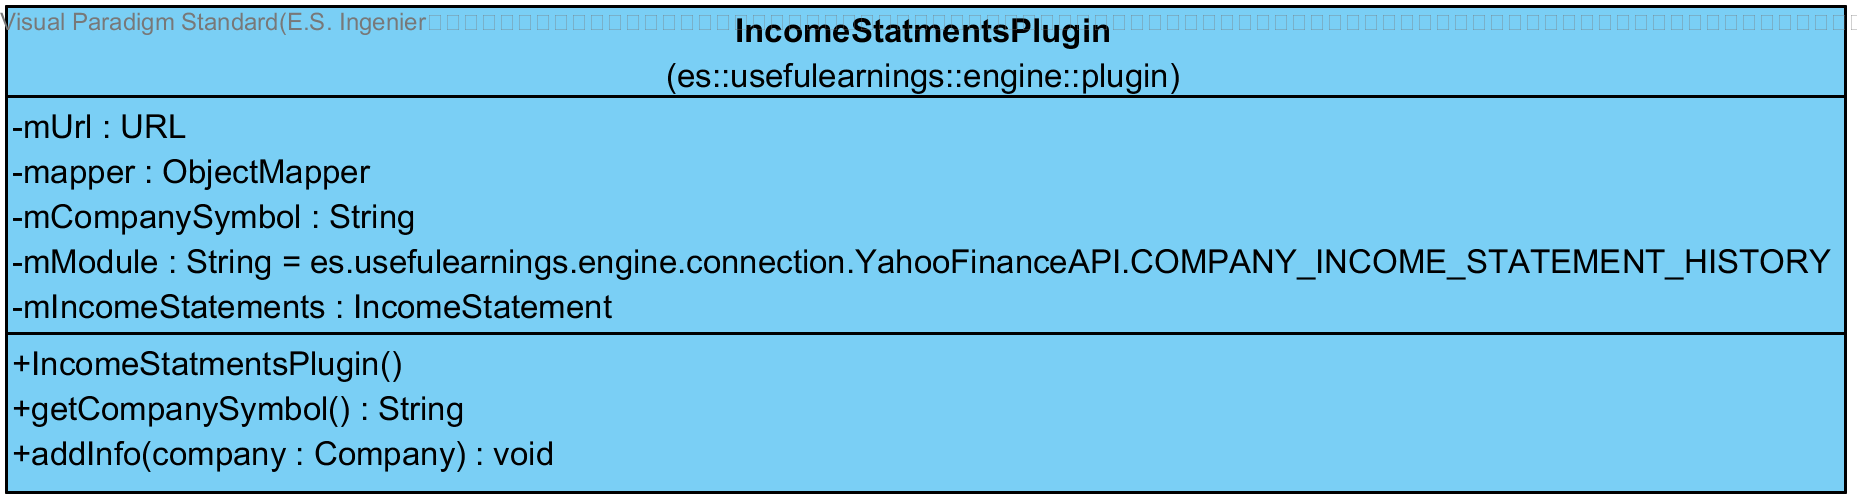 Visual Paradigm Standard(E.S. Ingenier
IncomeStatmentsPlugin
(es::usefulearnings::engine::plugin)
-mUrl : URL
-mapper : ObjectMapper
-mCompanySymbol : String
-mModule : String = es.usefulearnings.engine.connection.YahooFinanceAPI.COMPANY_INCOME_STATEMENT_HISTORY
-mIncomeStatements : IncomeStatement
+IncomeStatmentsPlugin()
+getCompanySymbol() : String
+addInfo(company : Company) : void